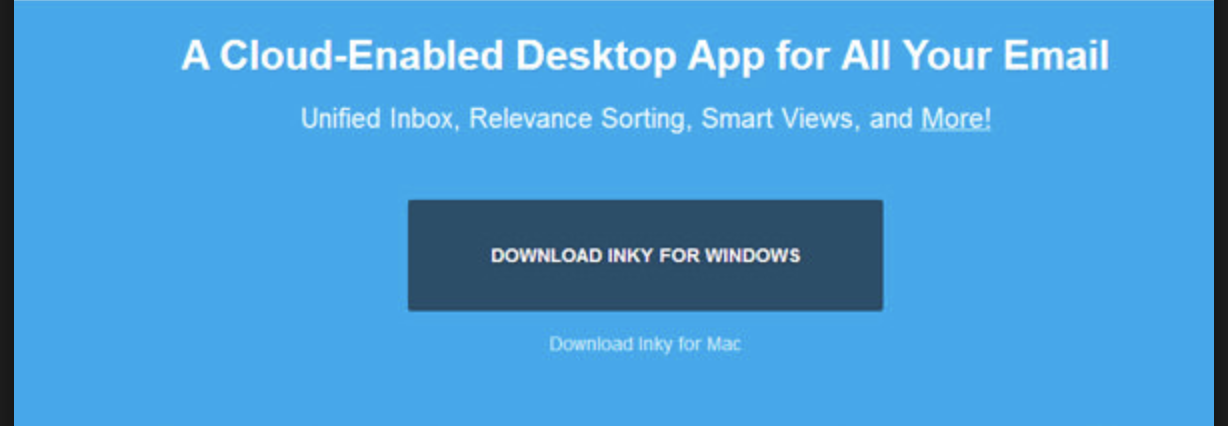 A Cloud-Enabled Desktop App for All Your Email
Unified Inbox, Relevance Sorting, Smart Views, and More!
DOWNLOAD INKY FOR WINDOWS
Download Inky for Mac